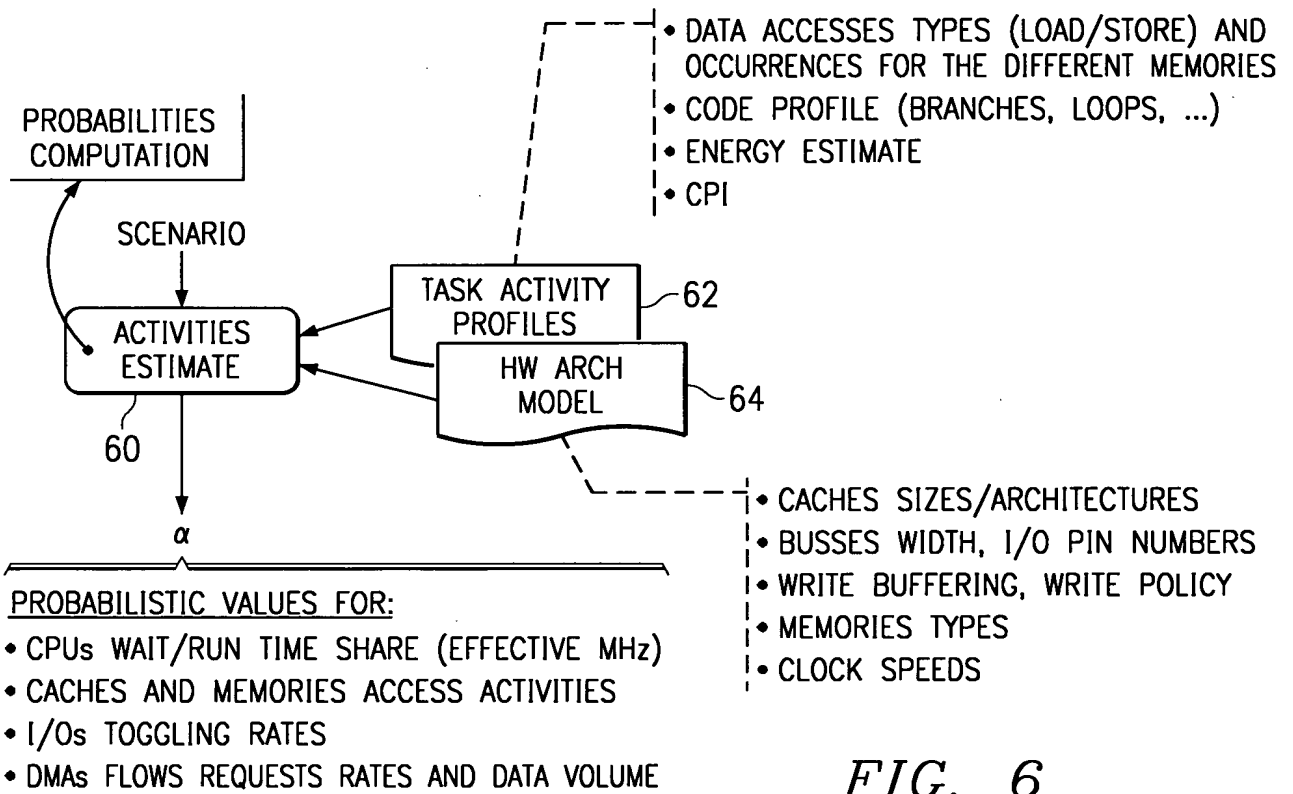 • DATA ACCESSES TYPES (LOAD/STORE) AND
OCCURRENCES FOR THE DIFFERENT MEMORIES
• CODE PROFILE (BRANCHES, LOOPS, ...)
• ENERGY ESTIMATE
• CPI
PROBABILITIES
COMPUTATION
SCENARIO
TASK ACTIVITY
PROFILES
62
ACTIVITIES
ESTIMATE
60
HW ARCH
MODEL
64
• CACHES SIZES/ARCHITECTURES
• BUSSES WIDTH, I/O PIN NUMBERS
• WRITE BUFFERING, WRITE POLICY
• MEMORIES TYPES
• CLOCK SPEEDS
α
PROBABILISTIC VALUES FOR:
• CPUs WAIT/RUN TIME SHARE (EFFECTIVE MHz)
• CACHES AND MEMORIES ACCESS ACTIVITIES
• I/Os TOGGLING RATES
• DMAs FLOWS REQUESTS RATES AND DATA VOLUME
FIG. 6